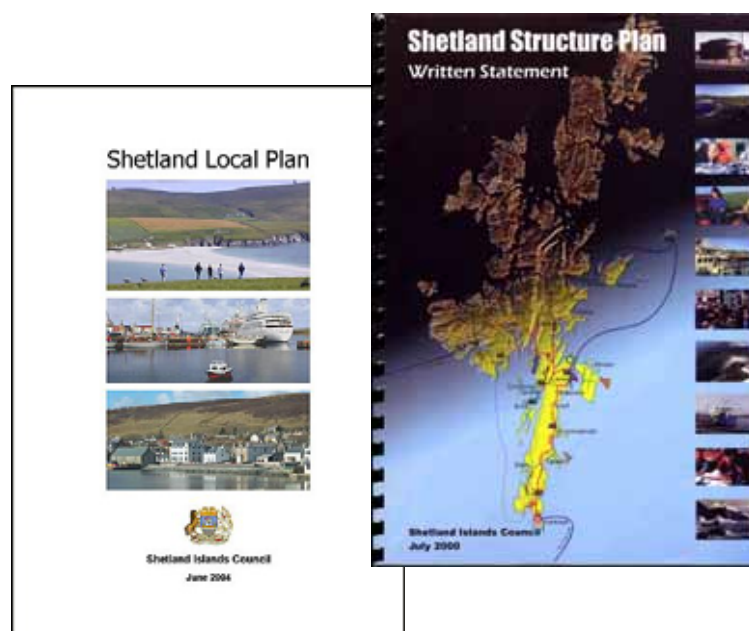 Shetland Local Plan
Shetland Islands Council
June 2004
Shetland Structure Plan
Written Statement
Shetland Islands Council
July 2000